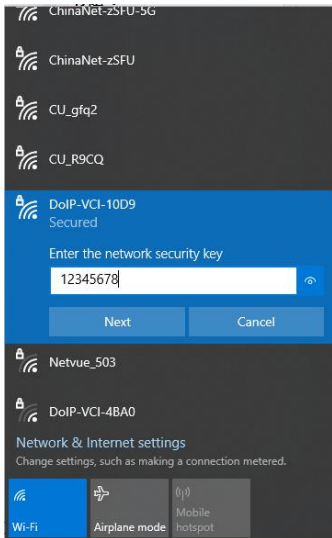 ChinaNet-zSFU-5G
ChinaNet-zSFU
CU_gfq2
CU_R9CQ
DoIP-VCI-10D9
Secured
Enter the network security key
12345678
Next Cancel
Netvue_503
DoIP-VCI-4BA0
Network & Internet settings
Change settings, such as making a connection metered.
Wi-Fi
Airplane mode
Mobile
hotspot